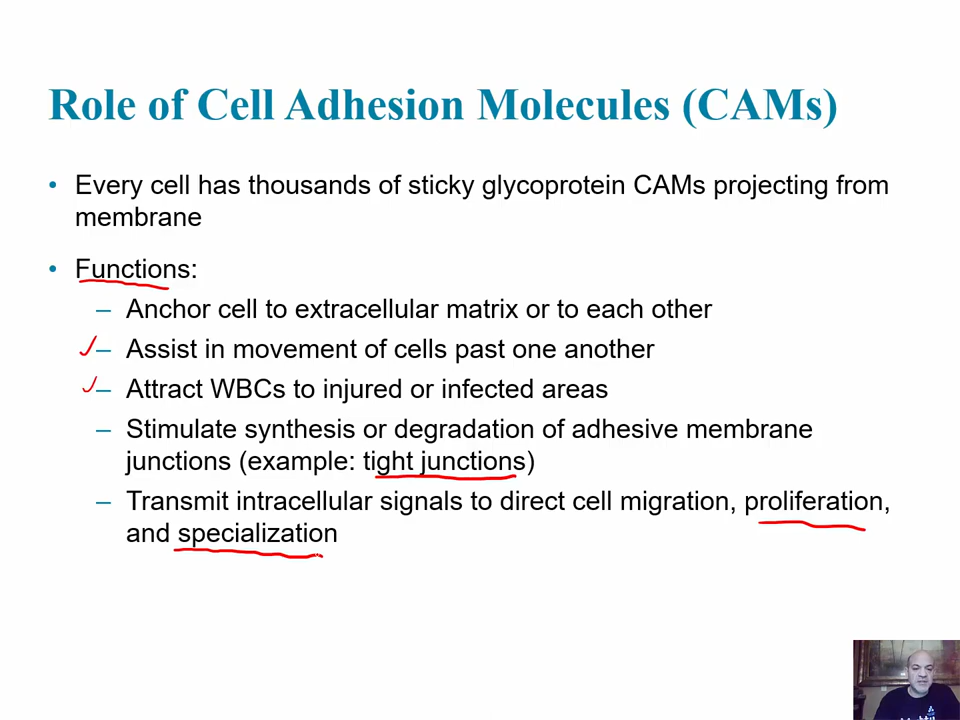 Role of Cell Adhesion Molecules (CAMs)
• Every cell has thousands of sticky glycoprotein CAMs projecting from
membrane
• Functions:
– Anchor cell to extracellular matrix or to each other
– Assist in movement of cells past one another
– Attract WBCs to injured or infected areas
– Stimulate synthesis or degradation of adhesive membrane
junctions (example: tight junctions)
– Transmit intracellular signals to direct cell migration, proliferation,
and specialization